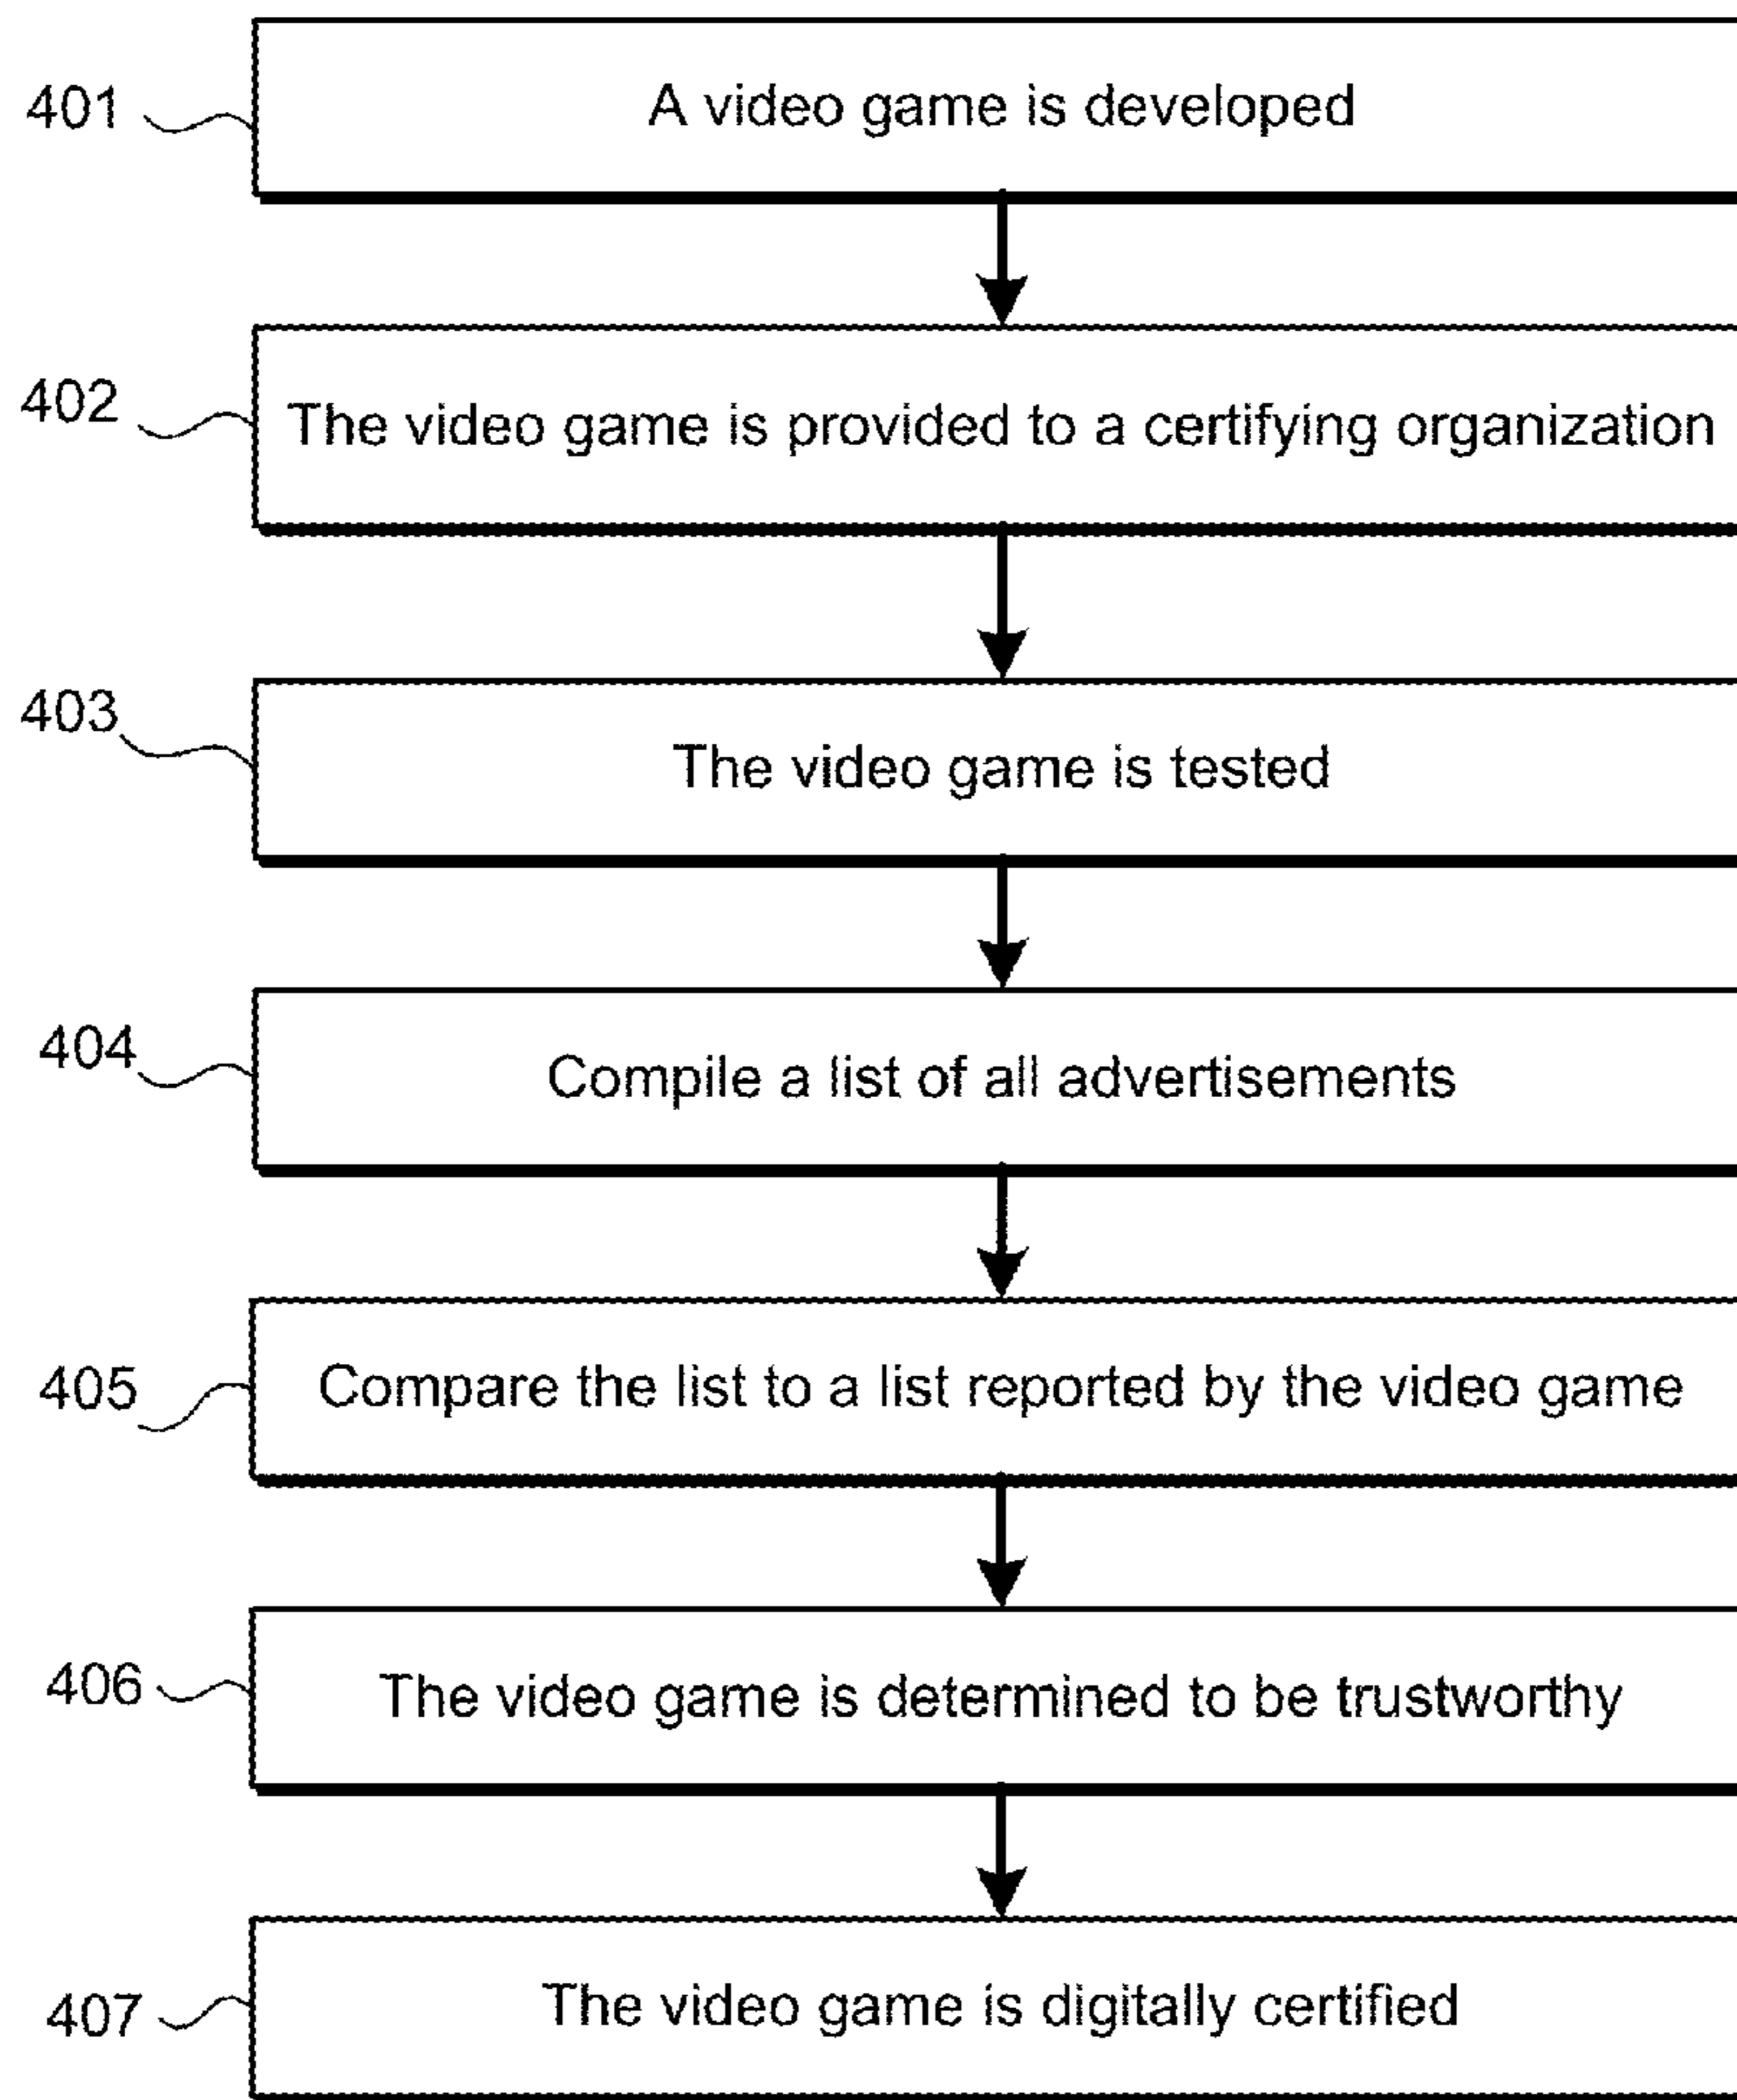 401
A video game is developed
402
The video game is provided to a certifying organization
403
The video game is tested
404
Compile a list of all advertisements
405
Compare the list to a list reported by the video game
406
The video game is determined to be trustworthy
407
The video game is digitally certified